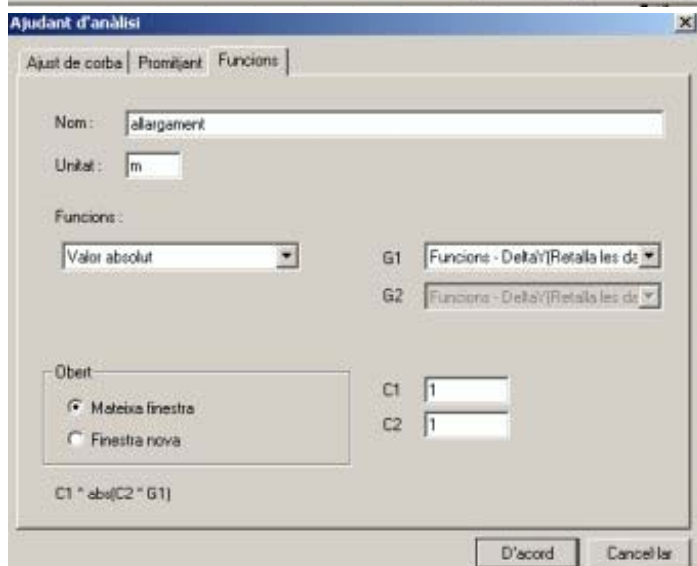 Ajudant d'anàlisi
Ajust de corba Promitjant Funcions
Nom : allargament
Unitat : m
Funcions :
Valor absolut
G1 Funcions - DeltaY(Retalla les da
G2 Funcions - DeltaY(Retalla les da
Obert
Mateixa finestra
Finestra nova
C1 1
C2 1
C1 * abs(C2 * G1)
D'acord Cancel·lar